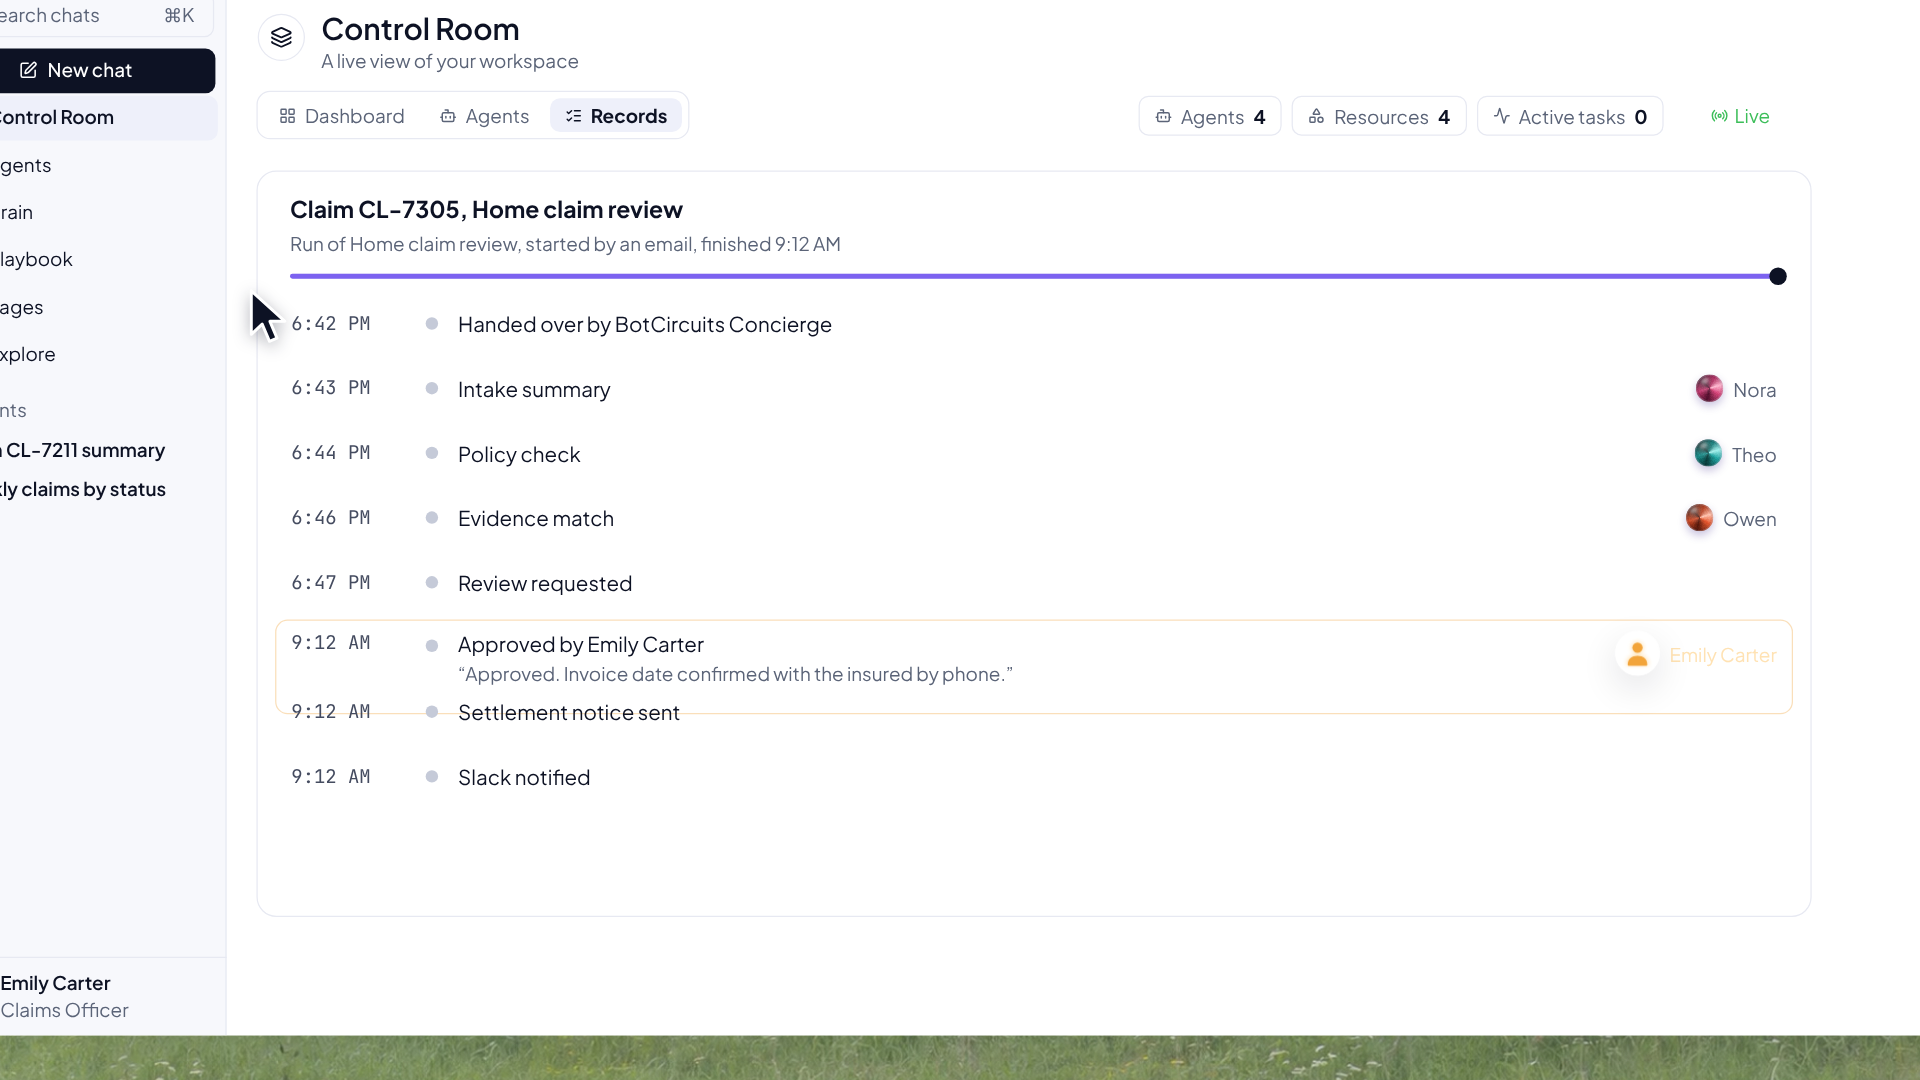 earch chats ⌘K
New chat
Control Room
gents
rain
laybook
ages
xplore
nts
CL-7211 summary
ly claims by status
Emily Carter
Claims Officer
Control Room
A live view of your workspace
Dashboard Agents Records
Agents 4 Resources 4 Active tasks 0 Live
Claim CL-7305, Home claim review
Run of Home claim review, started by an email, finished 9:12 AM
6:42 PM Handed over by BotCircuits Concierge
6:43 PM Intake summary Nora
6:44 PM Policy check Theo
6:46 PM Evidence match Owen
6:47 PM Review requested
9:12 AM Approved by Emily Carter Emily Carter
“Approved. Invoice date confirmed with the insured by phone.”
9:12 AM Settlement notice sent
9:12 AM Slack notified